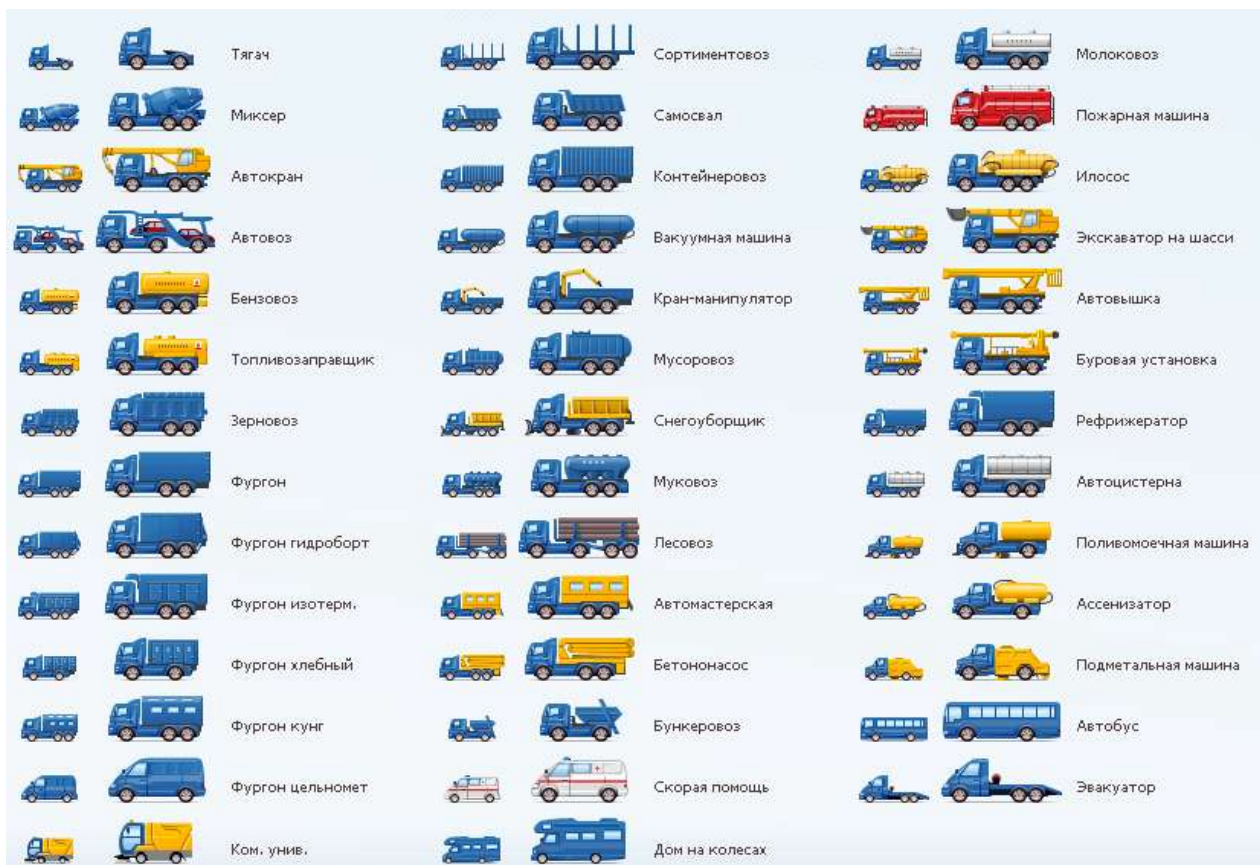 Тягач
Миксер
Автокран
Автовоз
Бензовоз
Топливозаправщик
Зерновоз
Фургон
Фургон гидроборт
Фургон изотерм.
Фургон хлебный
Фургон кунг
Фургон цельномет
Ком. унив.
Сортиментовоз
Самосвал
Контейнеровоз
Вакуумная машина
Кран-манипулятор
Мусоровоз
Снегоуборщик
Муковоз
Лесовоз
Автомастерская
Бетононасос
Бункеровоз
Скорая помощь
Дом на колесах
Молоковоз
Пожарная машина
Илосос
Экскаватор на шасси
Автовышка
Буровая установка
Рефрижератор
Автоцистерна
Поливомоечная машина
Ассенизатор
Подметальная машина
Автобус
Эвакуатор